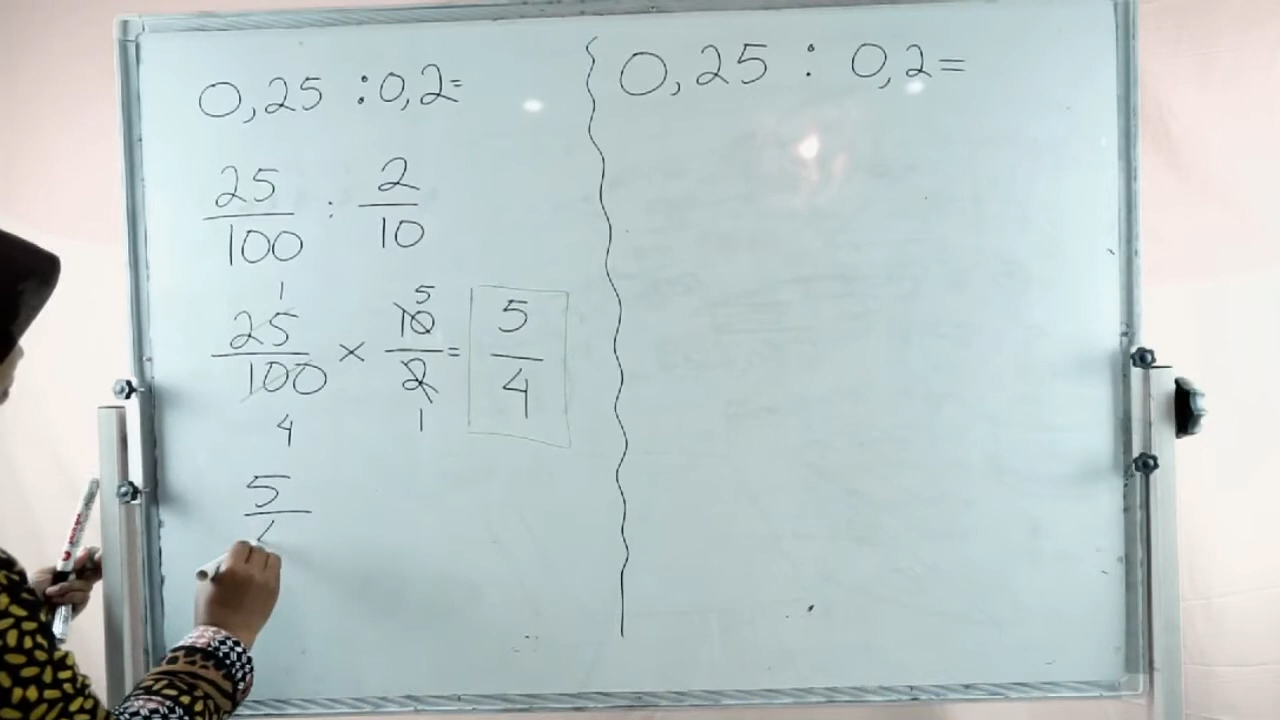 0,25 : 0,2=
25/100 : 2/10
25/100 × 10/2 = 5/4
1 5
4 1
5/
0,25 : 0,2=